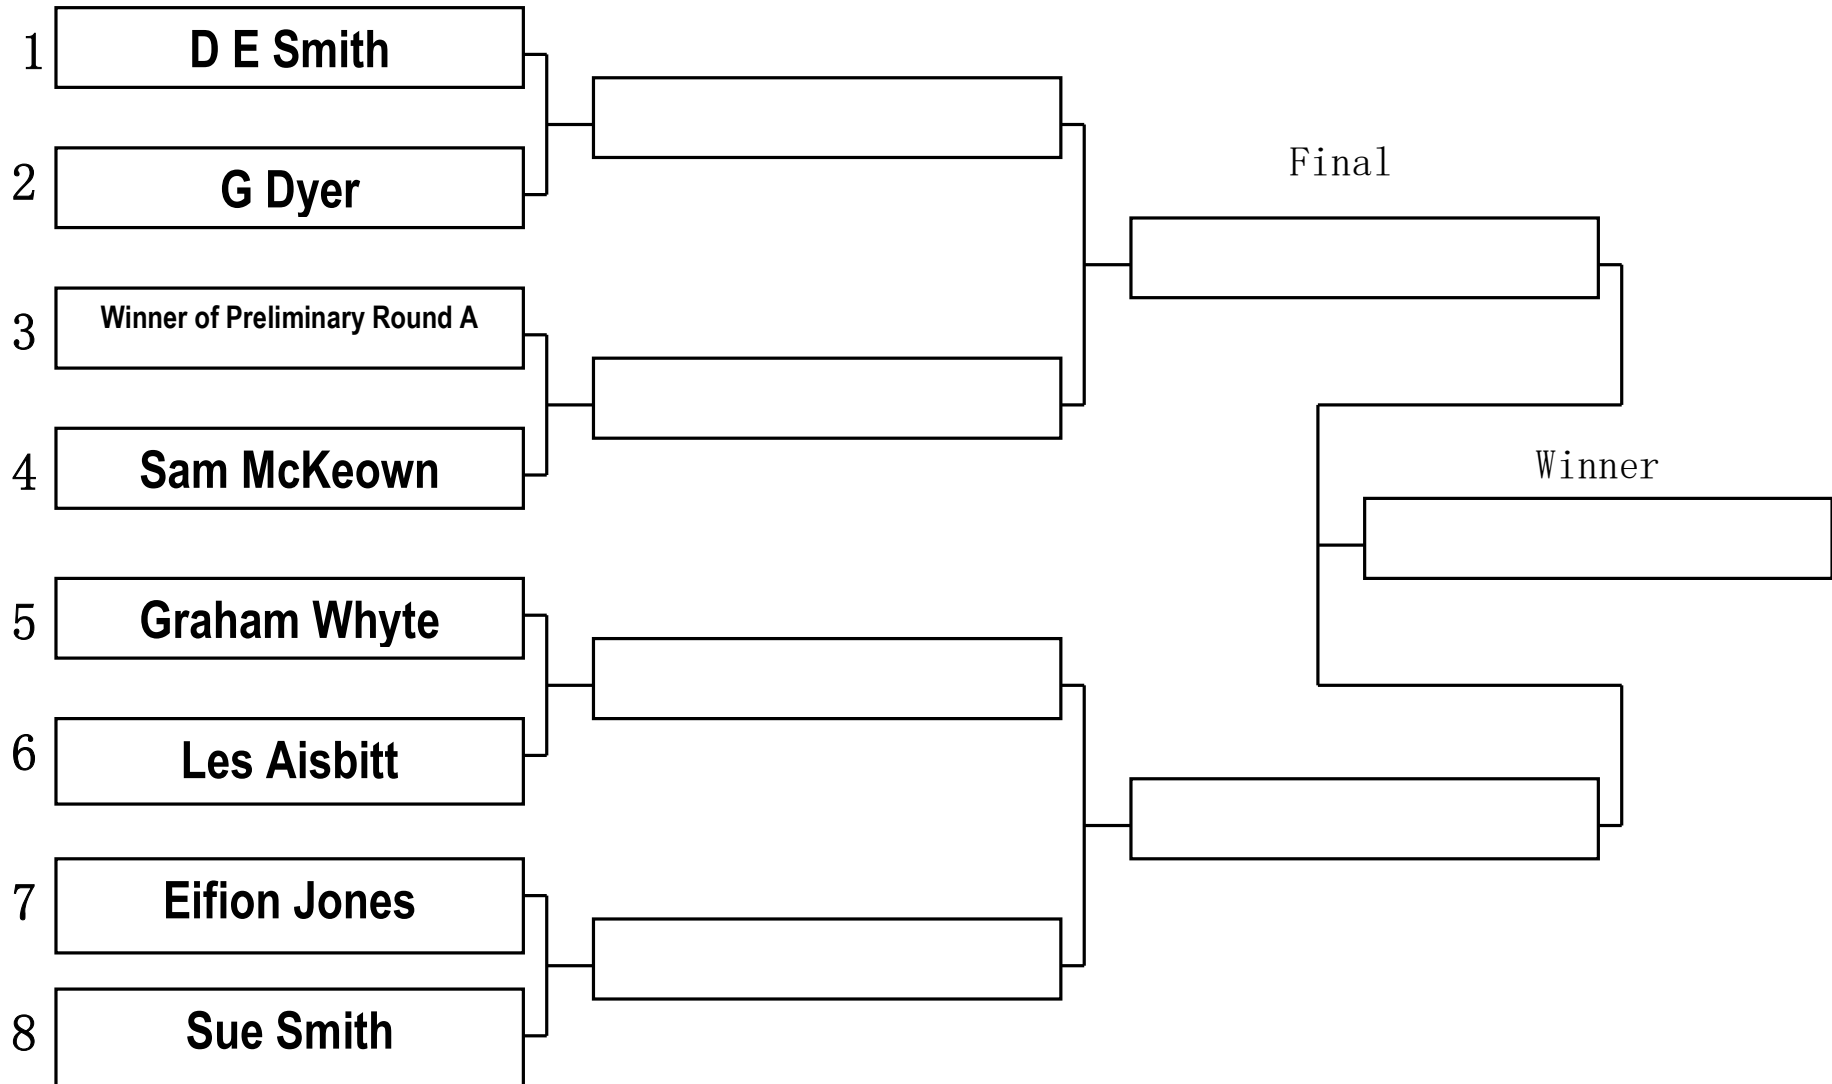 1
D E Smith
2
G Dyer
Final
3
Winner of Preliminary Round A
4
Sam McKeown
Winner
5
Graham Whyte
6
Les Aisbitt
7
Eifion Jones
8
Sue Smith